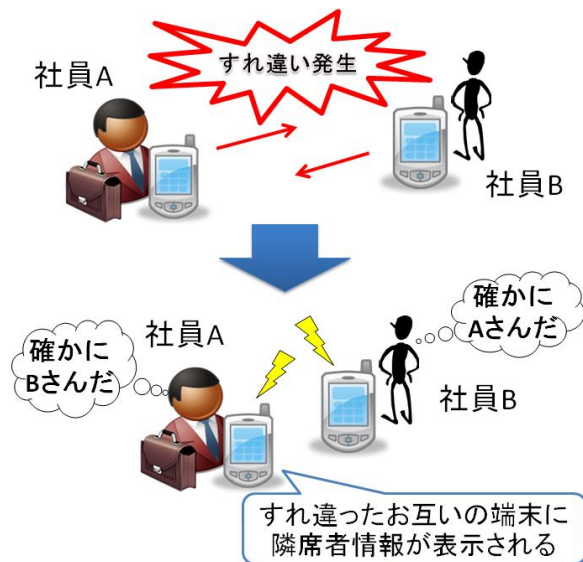 すれ違い発生
社員A
社員B
社員A
確かに
Bさんだ
確かに
Aさんだ
社員B
すれ違ったお互いの端末に
隣席者情報が表示される